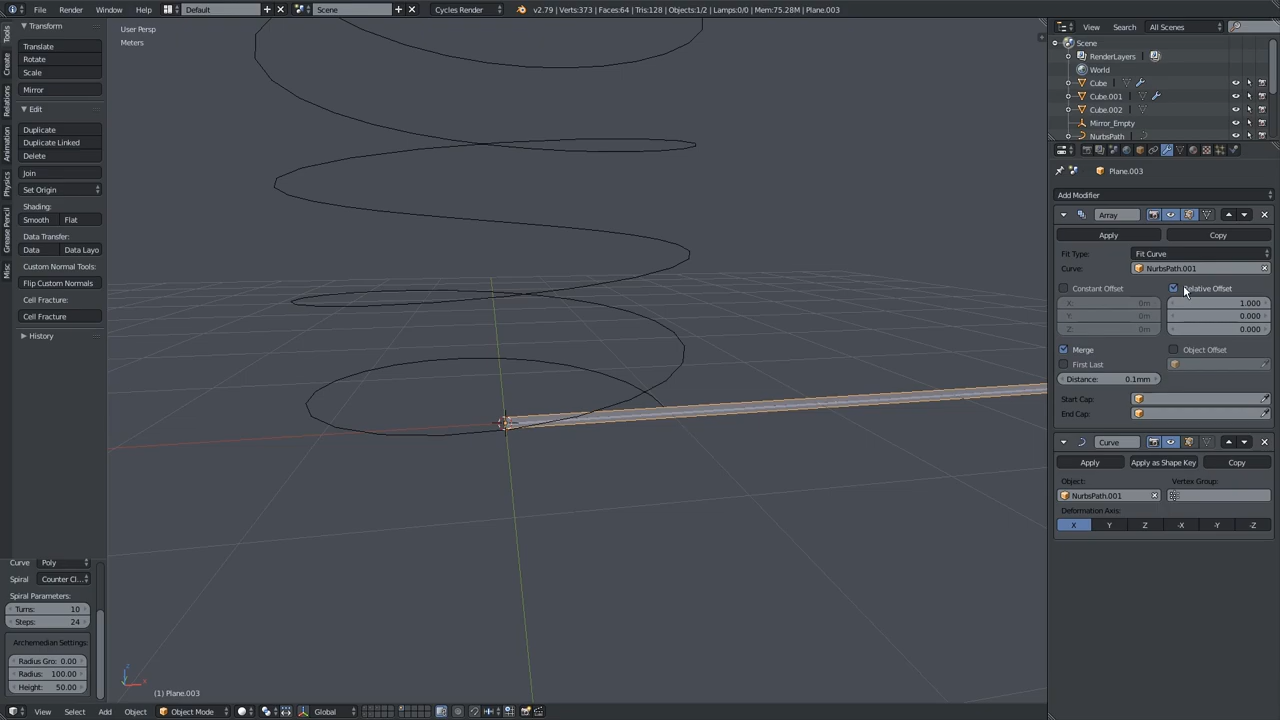 File Render Window Help Default Scene Cycles Render v2.79 | Verts:373 | Faces:64 | Tris:128 | Objects:1/2 | Lamps:0/0 | Mem:75.28M | Plane.003
Tools
Create
Relations
Animation
Physics
Grease Pencil
Misc
Transform
Translate
Rotate
Scale
Mirror
Edit
Duplicate
Duplicate Linked
Delete
Join
Set Origin
Shading:
Smooth Flat
Data Transfer:
Data Data Layo
Custom Normal Tools:
Flip Custom Normals
Cell Fracture:
Cell Fracture
History
Curve Poly
Spiral Counter Cl...
Spiral Parameters:
Turns: 10
Steps: 24
Archemedian Settings:
Radius Gro: 0.00
Radius: 100.00
Height: 50.00
User Persp
Meters
z
x
(1) Plane.003
View Select Add Object Object Mode Global
View Search All Scenes
Scene
RenderLayers
World
Cube
Cube.001
Cube.002
Mirror_Empty
NurbsPath
Plane.003
Add Modifier
Array
Apply Copy
Fit Type: Fit Curve
Curve: NurbsPath.001
Constant Offset Relative Offset
X: 0m 1.000
Y: 0m 0.000
Z: 0m 0.000
Merge Object Offset
First Last
Distance: 0.1mm
Start Cap:
End Cap:
Curve
Apply Apply as Shape Key Copy
Object: Vertex Group:
NurbsPath.001
Deformation Axis:
X Y Z -X -Y -Z